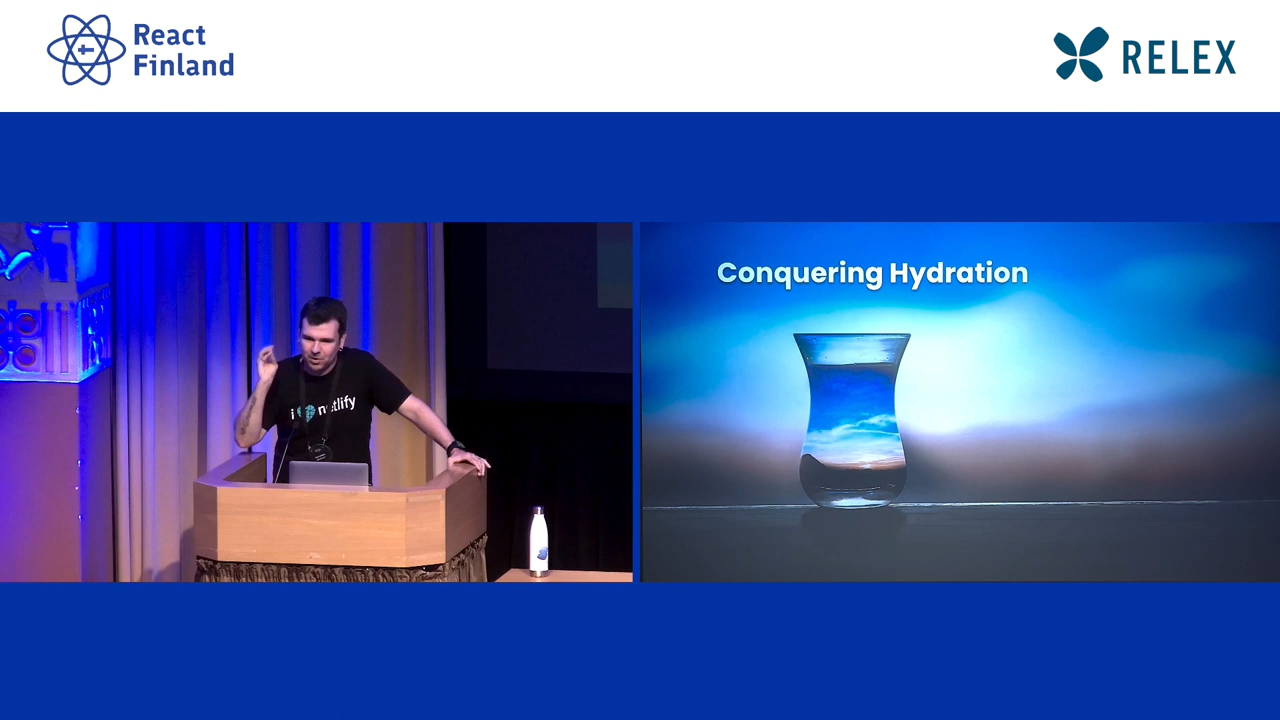 React
Finland
RELEX
Conquering Hydration
i netlify